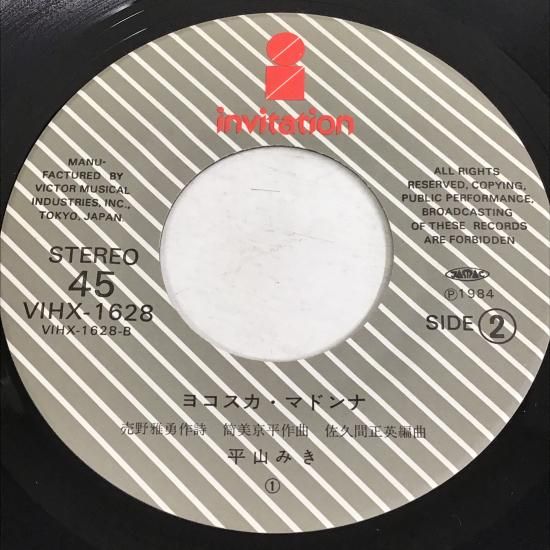 invitation
MANU-
FACTURED BY
VICTOR MUSICAL
INDUSTRIES, INC.,
TOKYO, JAPAN
ALL RIGHTS
RESERVED, COPYING,
PUBLIC PERFORMANCE,
BROADCASTING
OF THESE RECORDS
ARE FORBIDDEN
STEREO
45
VIHX-1628
VIHX-1628-B
JASRAC
Ⓟ1984
SIDE ②
ヨコスカ・マドンナ
売野雅勇作詩 筒美京平作曲 佐久間正英編曲
平山みき
①